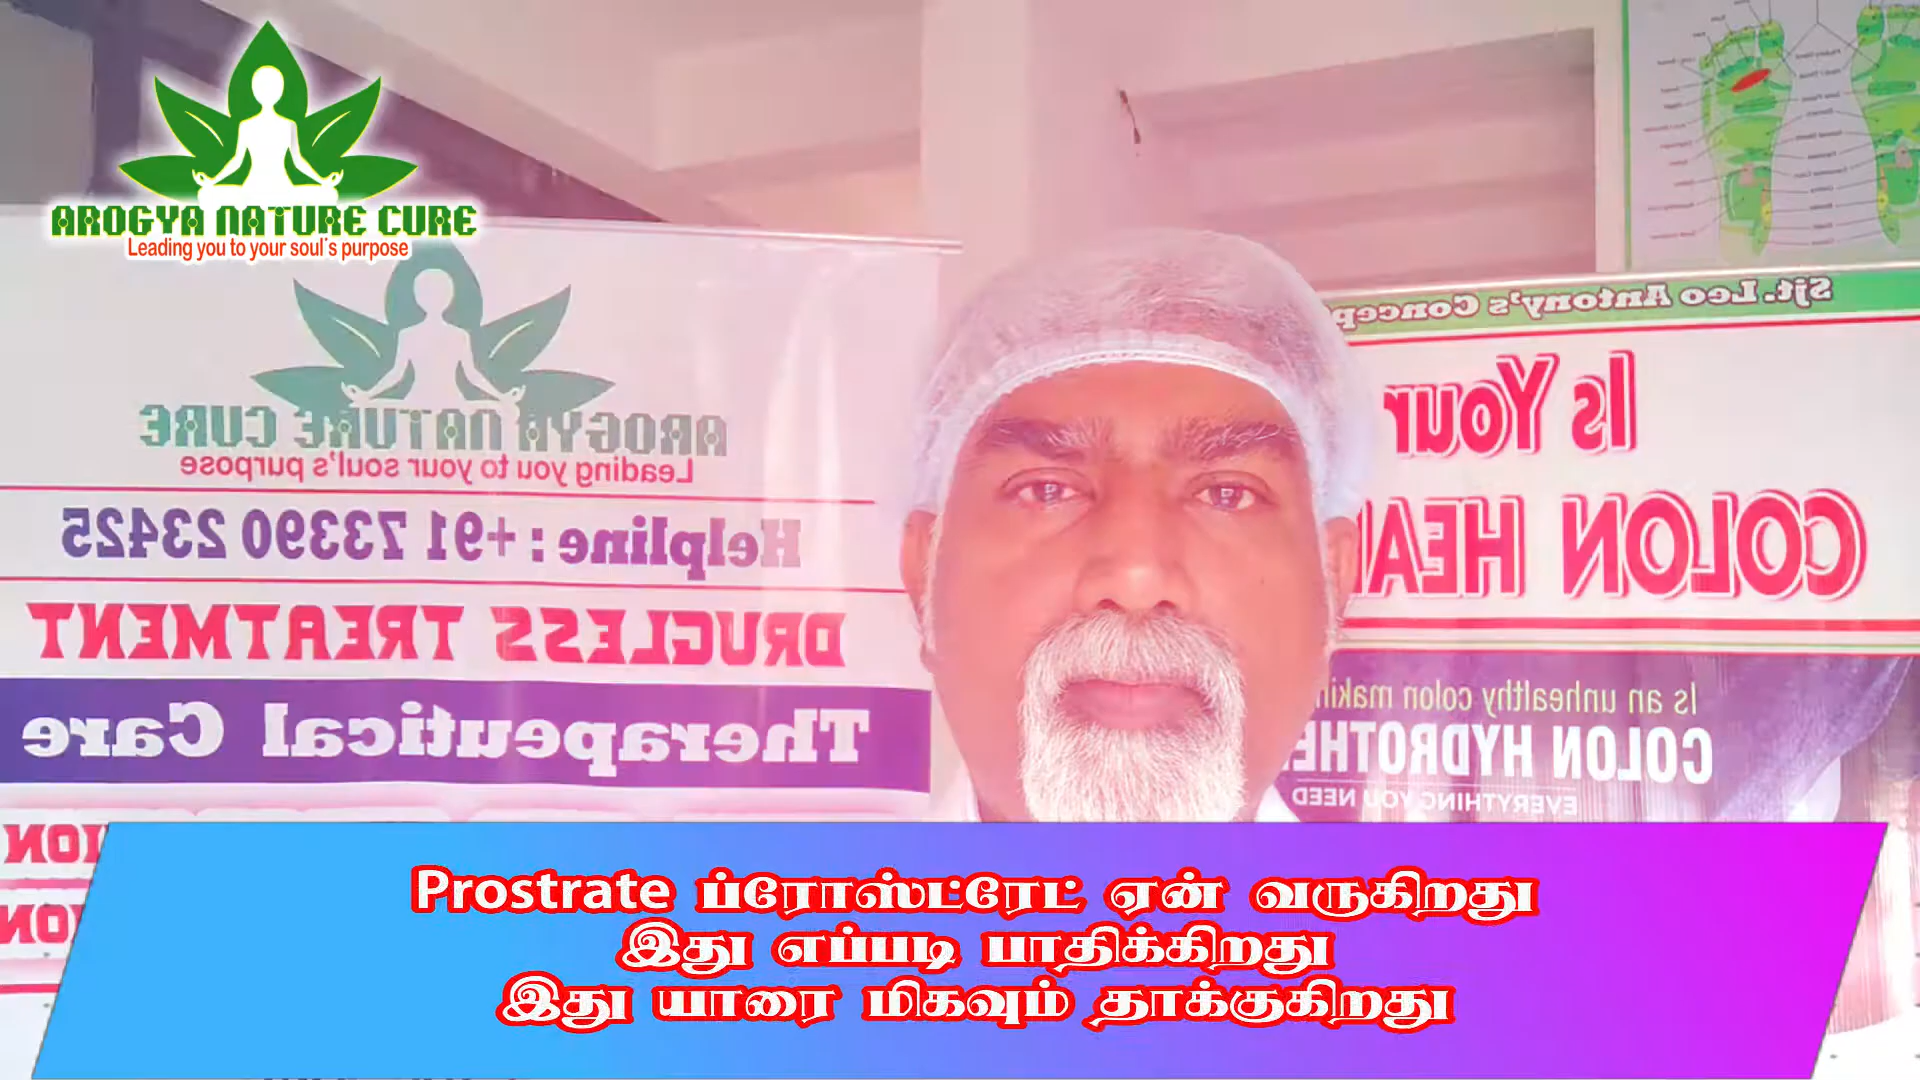 AROGYA NATURE CURE
Leading you to your soul's purpose
AROGYA NATURE CURE
Leading you to your soul's purpose
Helpline : +91 73390 23425
DRUGLESS TREATMENT
Therapeutical Care
Sjt. Leo Antony's Concep
Is Your
COLON HEA
Is an unhealthy colon makin
COLON HYDROTHE
EVERYTHING YOU NEED
Prostrate ப்ரோஸ்ட்ரேட் ஏன் வருகிறது
இது எப்படி பாதிக்கிறது
இது யாரை மிகவும் தாக்குகிறது